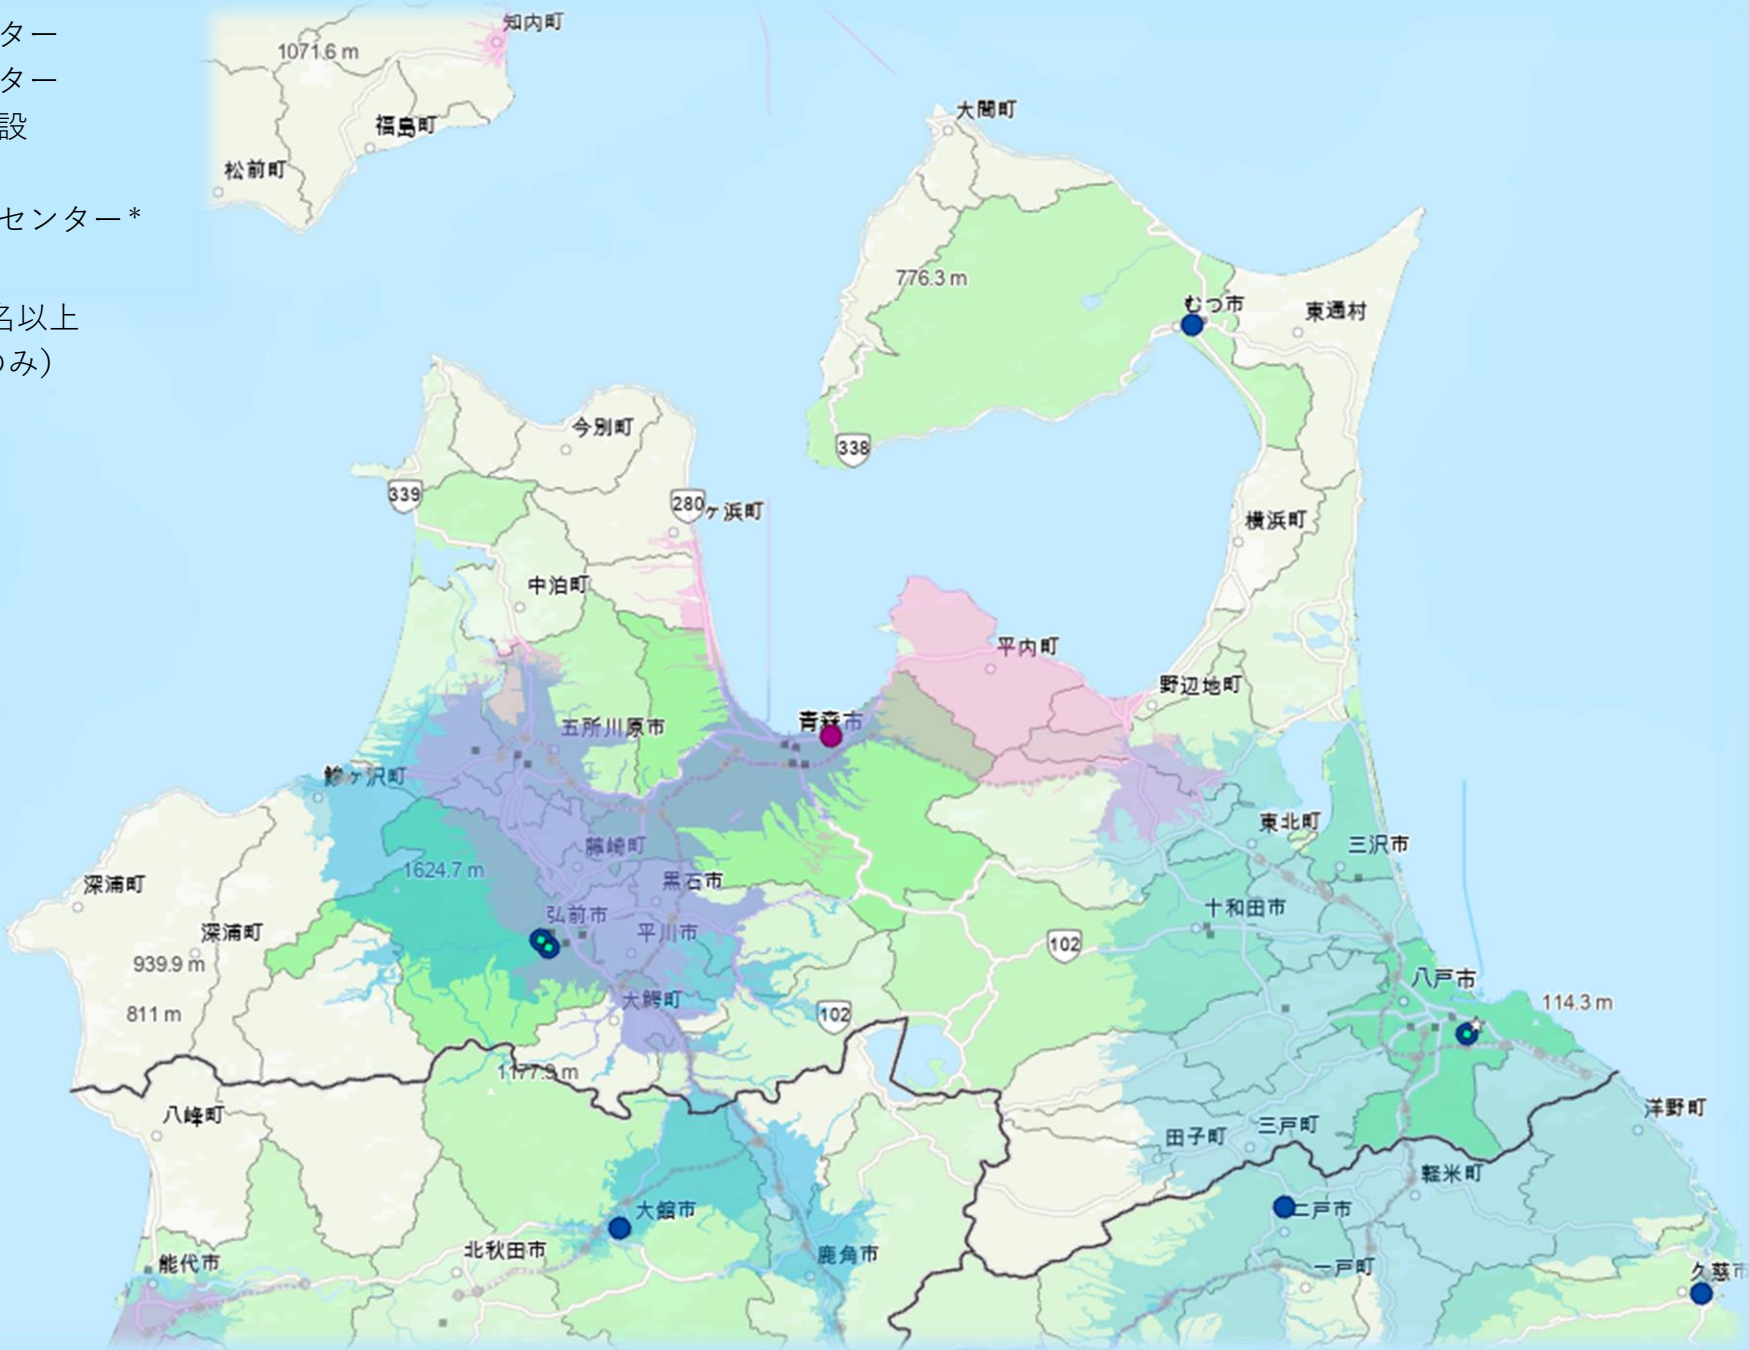 ター
ター
設
センター*
名以上
のみ）
知内町
1071.6 m
福島町
松前町
大間町
776.3 m
むつ市
東通村
338
今別町
339
280
ヶ浜町
横浜町
中泊町
平内町
野辺地町
青森市
五所川原市
鰺ヶ沢町
東北町
三沢市
藤崎町
1624.7 m
黒石市
深浦町
弘前市
十和田市
深浦町
平川市
102
939.9 m
八戸市
大鰐町
114.3 m
811 m
102
1177.9 m
八峰町
洋野町
三戸町
田子町
軽米町
大館市
二戸市
北秋田市
鹿角市
能代市
一戸町
久慈市